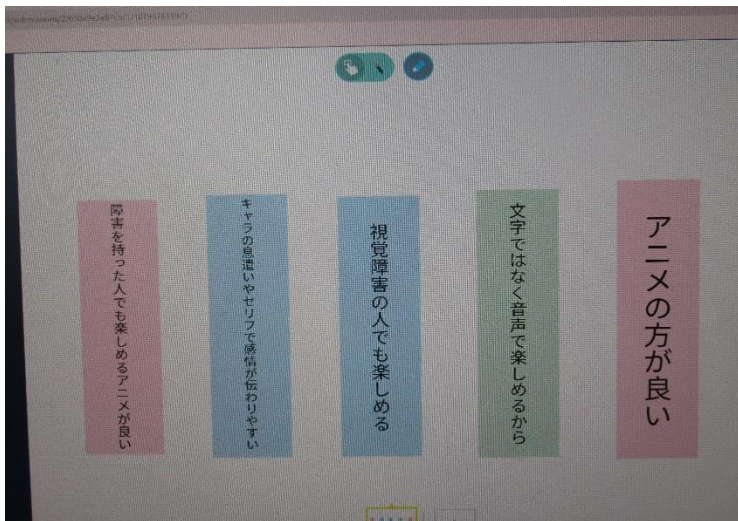 アニメの方が良い
文字ではなく音声で楽しめるから
視覚障害の人でも楽しめる
キャラの息遣いやセリフで感情が伝わりやすい
障害を持った人でも楽しめるアニメが良い